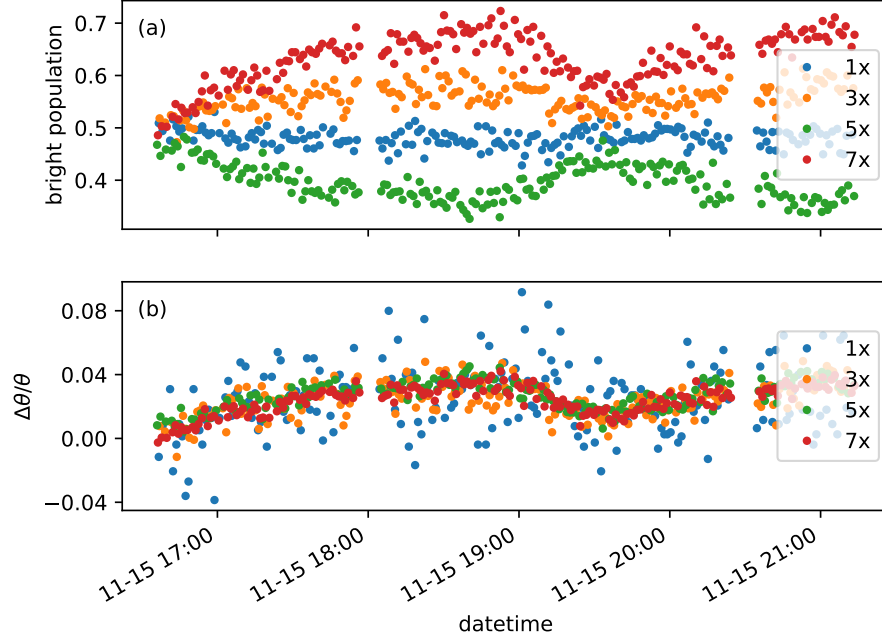 (a)
bright population
0.7
0.6
0.5
0.4
1x
3x
5x
7x
(b)
Δθ/θ
0.08
0.04
0.00
−0.04
1x
3x
5x
7x
11-15 17:00
11-15 18:00
11-15 19:00
11-15 20:00
11-15 21:00
datetime